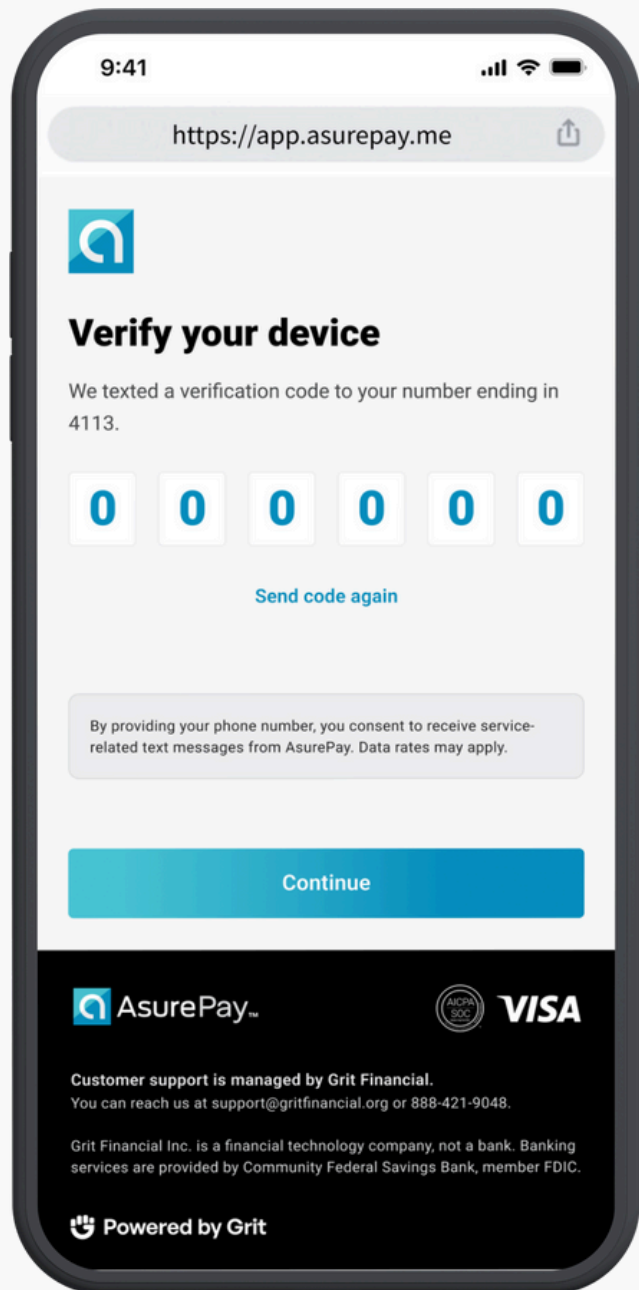 9:41
https://app.asurepay.me
Verify your device
We texted a verification code to your number ending in
4113.
0 0 0 0 0 0
Send code again
By providing your phone number, you consent to receive service-
related text messages from AsurePay. Data rates may apply.
Continue
AsurePay™
AICPA
SOC
VISA
Customer support is managed by Grit Financial.
You can reach us at support@gritfinancial.org or 888-421-9048.
Grit Financial Inc. is a financial technology company, not a bank. Banking
services are provided by Community Federal Savings Bank, member FDIC.
Powered by Grit